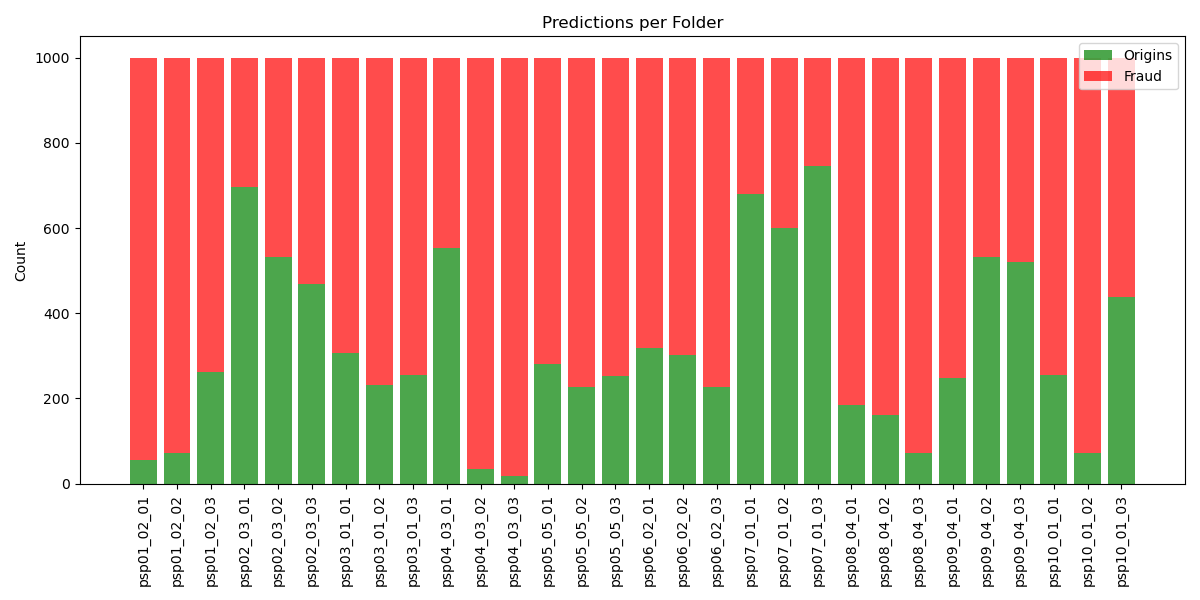 Predictions per Folder
Origins
Fraud
Count
1000
800
600
400
200
0
psp01_02_01
psp01_02_02
psp01_02_03
psp02_03_01
psp02_03_02
psp02_03_03
psp03_01_01
psp03_01_02
psp03_01_03
psp04_03_01
psp04_03_02
psp04_03_03
psp05_05_01
psp05_05_02
psp05_05_03
psp06_02_01
psp06_02_02
psp06_02_03
psp07_01_01
psp07_01_02
psp07_01_03
psp08_04_01
psp08_04_02
psp08_04_03
psp09_04_01
psp09_04_02
psp09_04_03
psp10_01_01
psp10_01_02
psp10_01_03